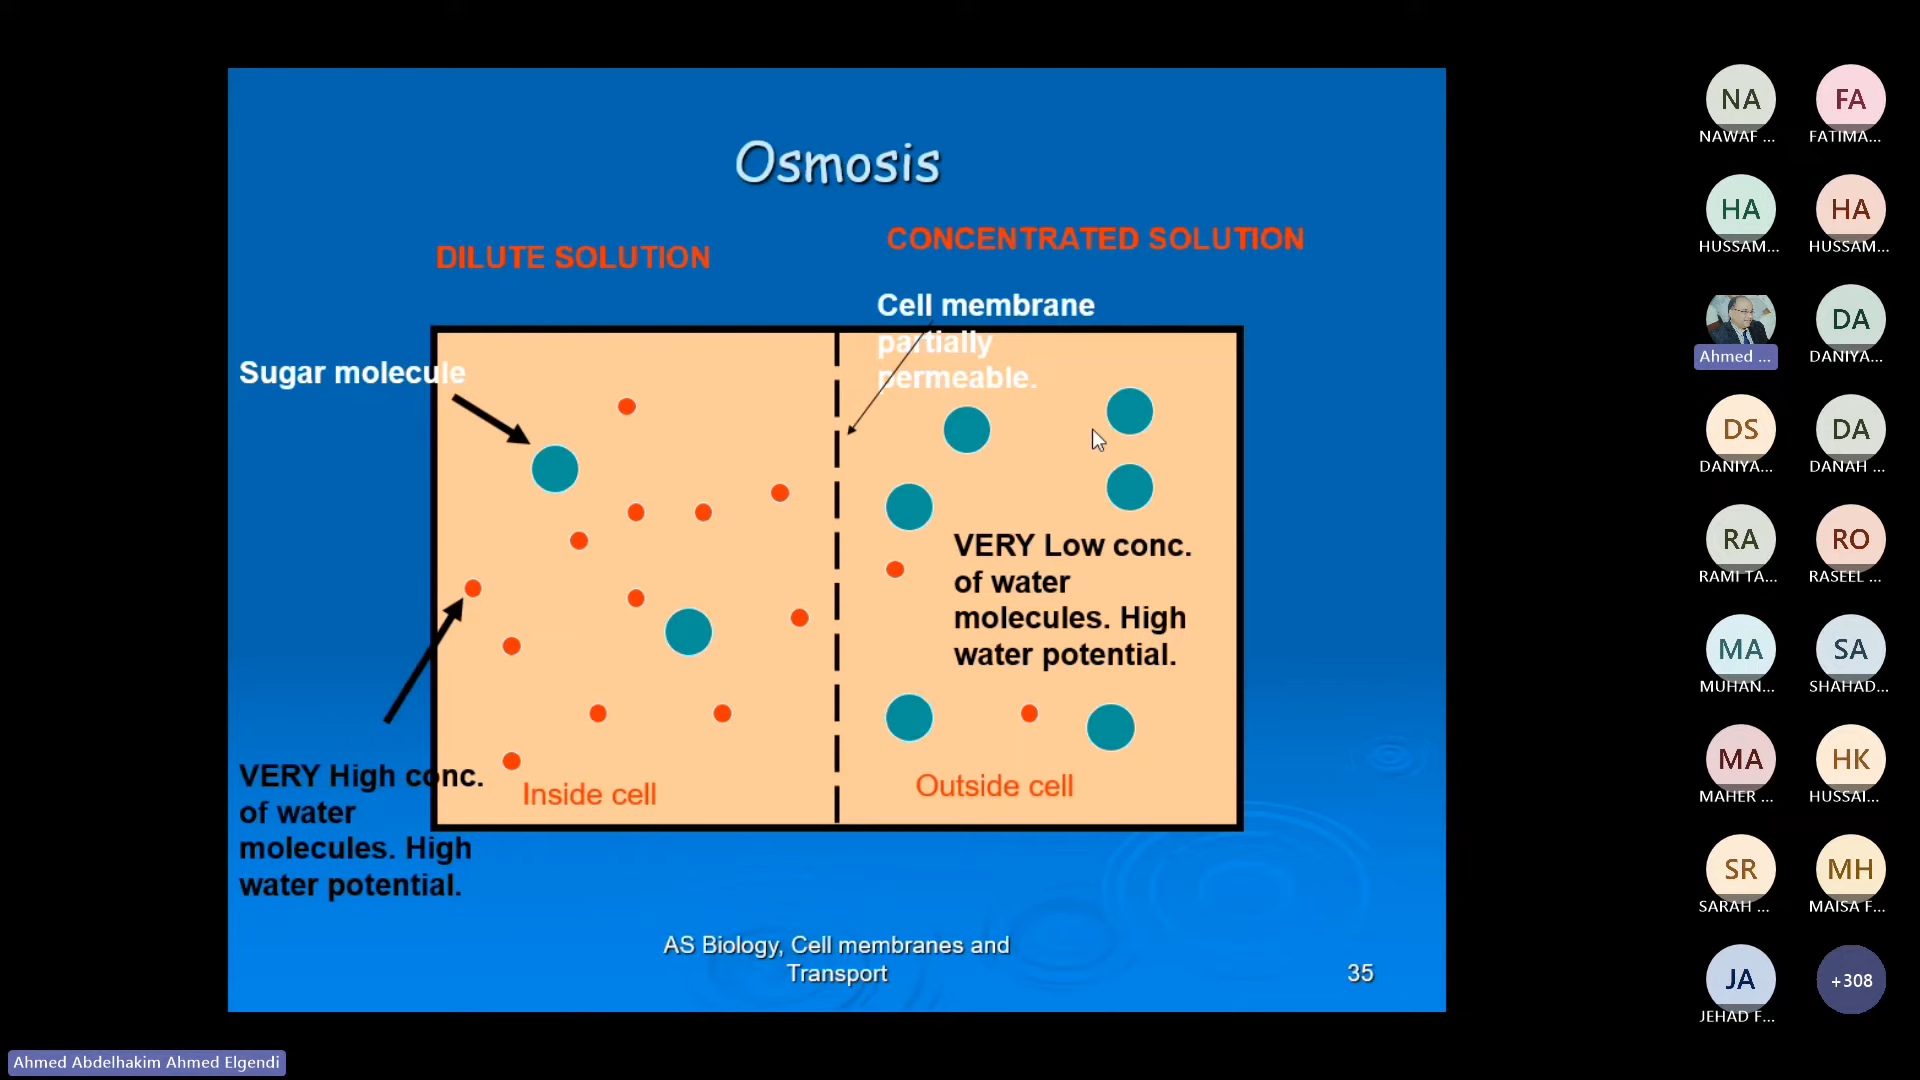 Osmosis
DILUTE SOLUTION
CONCENTRATED SOLUTION
Cell membrane
partially
permeable.
Sugar molecule
VERY Low conc.
of water
molecules. High
water potential.
VERY High conc.
of water
molecules. High
water potential.
Inside cell
Outside cell
AS Biology, Cell membranes and
Transport
35
NA
NAWAF ...
FA
FATIMA...
HA
HUSSAM...
HA
HUSSAM...
Ahmed ...
DA
DANIYA...
DS
DANIYA...
DA
DANAH ...
RA
RAMI TA...
RO
RASEEL ...
MA
MUHAN...
SA
SHAHAD...
MA
MAHER ...
HK
HUSSAI...
SR
SARAH ...
MH
MAISA F...
JA
JEHAD F...
+308
Ahmed Abdelhakim Ahmed Elgendi